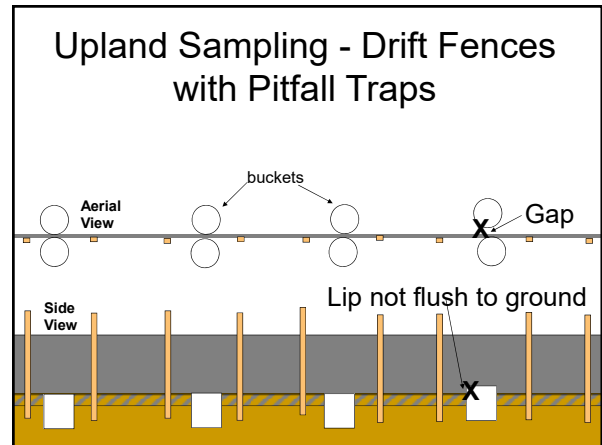 Upland Sampling - Drift Fences
with Pitfall Traps
buckets
Aerial
View
X
Gap
Side
View
Lip not flush to ground
X